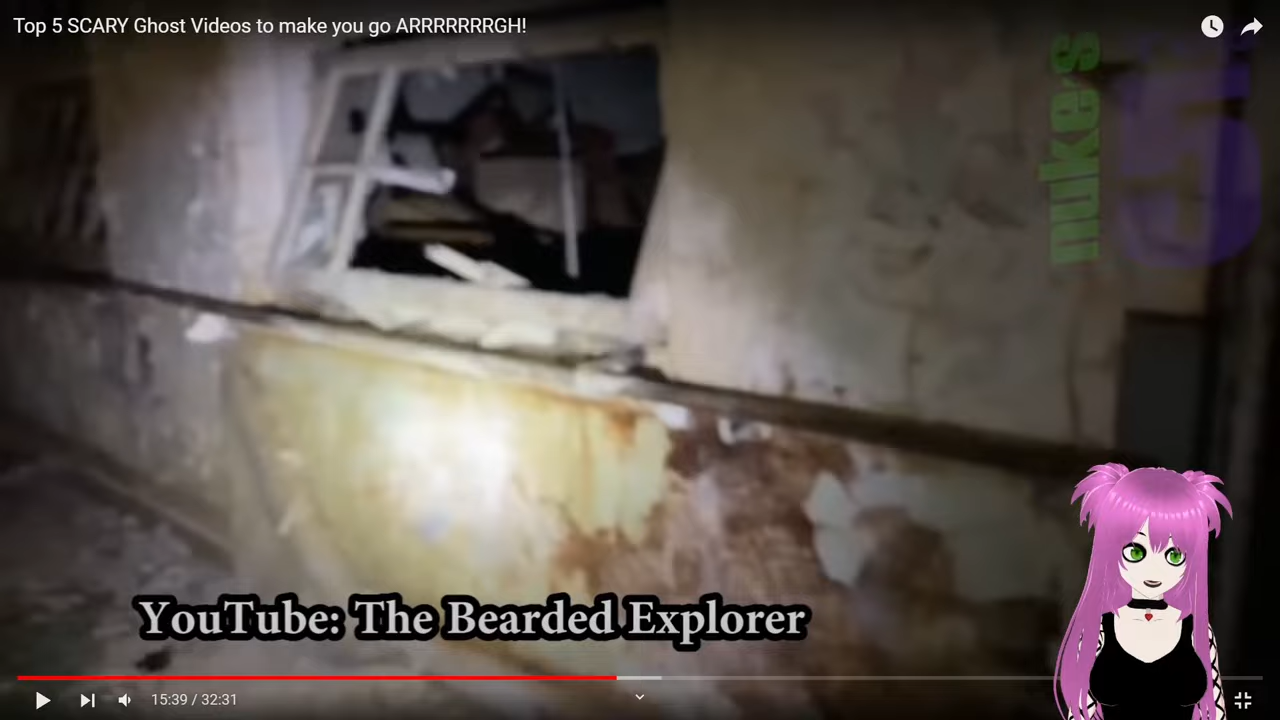 Top 5 SCARY Ghost Videos to make you go ARRRRRRRGH!
nuke's
5
YouTube: The Bearded Explorer
15:39 / 32:31